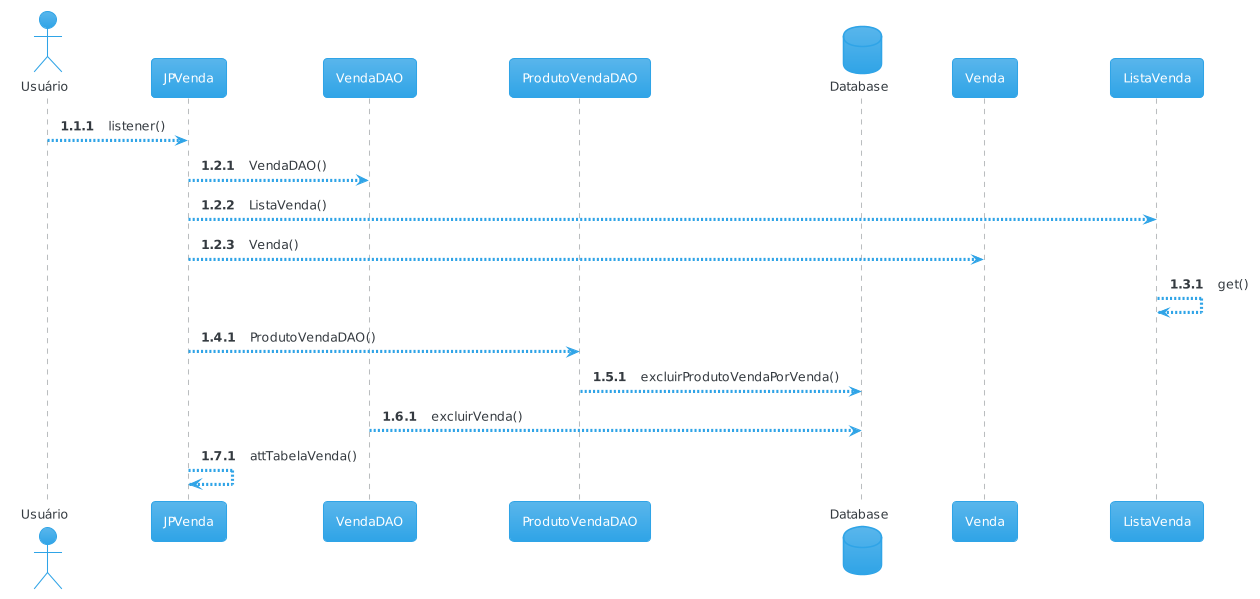 Usuário
JPVenda
VendaDAO
ProdutoVendaDAO
Database
Venda
ListaVenda
1.1.1 listener()
1.2.1 VendaDAO()
1.2.2 ListaVenda()
1.2.3 Venda()
1.3.1 get()
1.4.1 ProdutoVendaDAO()
1.5.1 excluirProdutoVendaPorVenda()
1.6.1 excluirVenda()
1.7.1 attTabelaVenda()
Usuário
JPVenda
VendaDAO
ProdutoVendaDAO
Database
Venda
ListaVenda